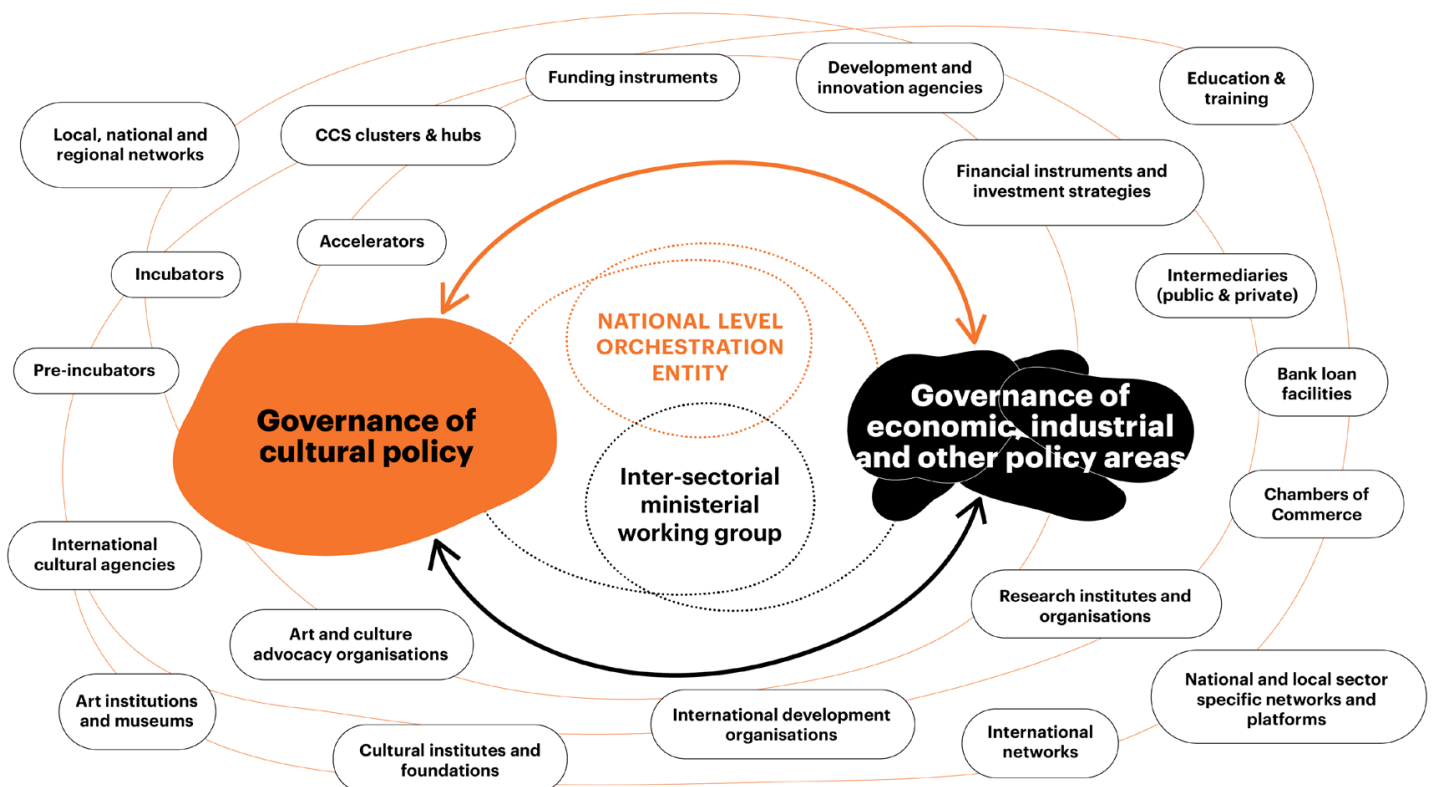 Funding instruments
Development and
innovation agencies
Education &
training
Local, national and
regional networks
CCS clusters & hubs
Financial instruments and
investment strategies
Accelerators
Incubators
Intermediaries
(public & private)
NATIONAL LEVEL
ORCHESTRATION
ENTITY
Pre-incubators
Bank loan
facilities
Governance of
cultural policy
Governance of
economic, industrial
and other policy areas
Inter-sectorial
ministerial
working group
Chambers of
Commerce
International
cultural agencies
Research institutes and
organisations
Art and culture
advocacy organisations
National and local sector
specific networks and
platforms
Art institutions
and museums
International development
organisations
International
networks
Cultural institutes and
foundations